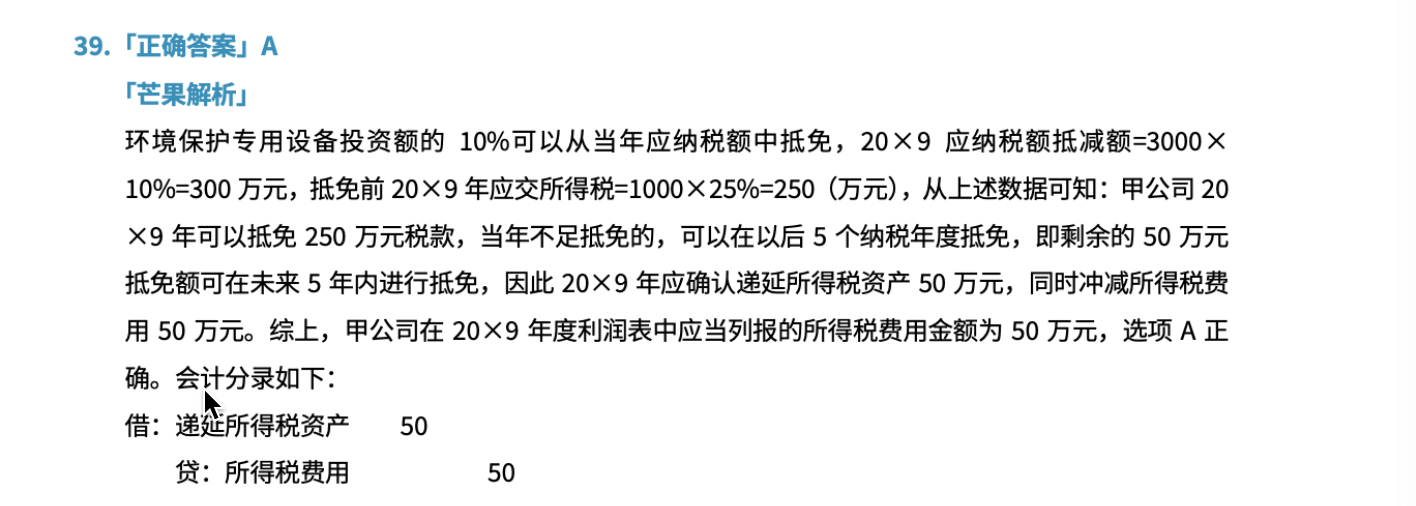 39.「正确答案」A
「芒果解析」
环境保护专用设备投资额的 10%可以从当年应纳税额中抵免，20×9 应纳税额抵减额=3000×
10%=300 万元，抵免前 20×9 年应交所得税=1000×25%=250（万元），从上述数据可知：甲公司 20
×9 年可以抵免 250 万元税款，当年不足抵免的，可以在以后 5 个纳税年度抵免，即剩余的 50 万元
抵免额可在未来 5 年内进行抵免，因此 20×9 年应确认递延所得税资产 50 万元，同时冲减所得税费
用 50 万元。综上，甲公司在 20×9 年度利润表中应当列报的所得税费用金额为 50 万元，选项 A 正
确。会计分录如下：
借：递延所得税资产 50
贷：所得税费用 50